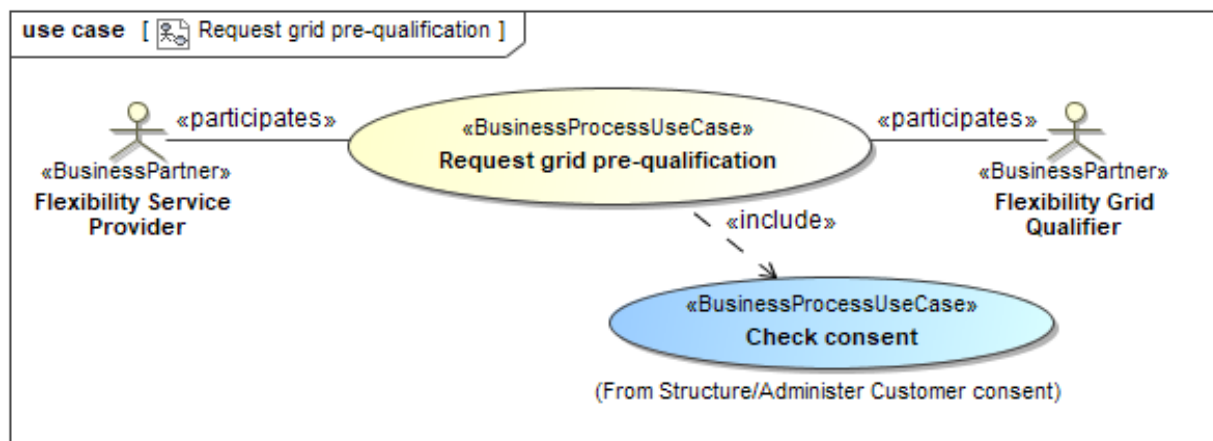 use case [ Request grid pre-qualification ]
«participates»
«BusinessProcessUseCase»
Request grid pre-qualification
«participates»
«BusinessPartner»
Flexibility Service
Provider
«BusinessPartner»
Flexibility Grid
Qualifier
«include»
«BusinessProcessUseCase»
Check consent
(From Structure/Administer Customer consent)